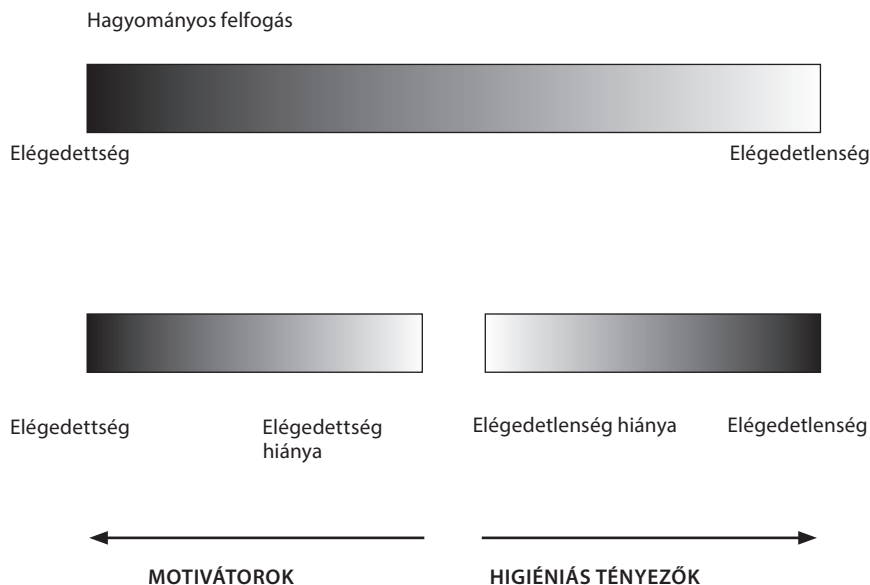 Hagyományos felfogás
Elégedettség
Elégedetlenség
Elégedettség
Elégedettség
hiánya
Elégedetlenség hiánya
Elégedetlenség
MOTIVÁTOROK
HIGIÉNIÁS TÉNYEZŐK